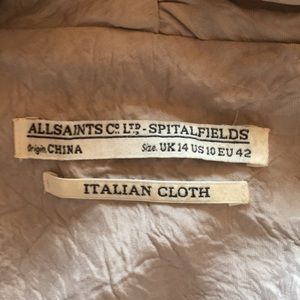 ALLSAINTS Co LTD - SPITALFIELDS
Origin. CHINA Size. UK 14 US 10 EU 42
ITALIAN CLOTH